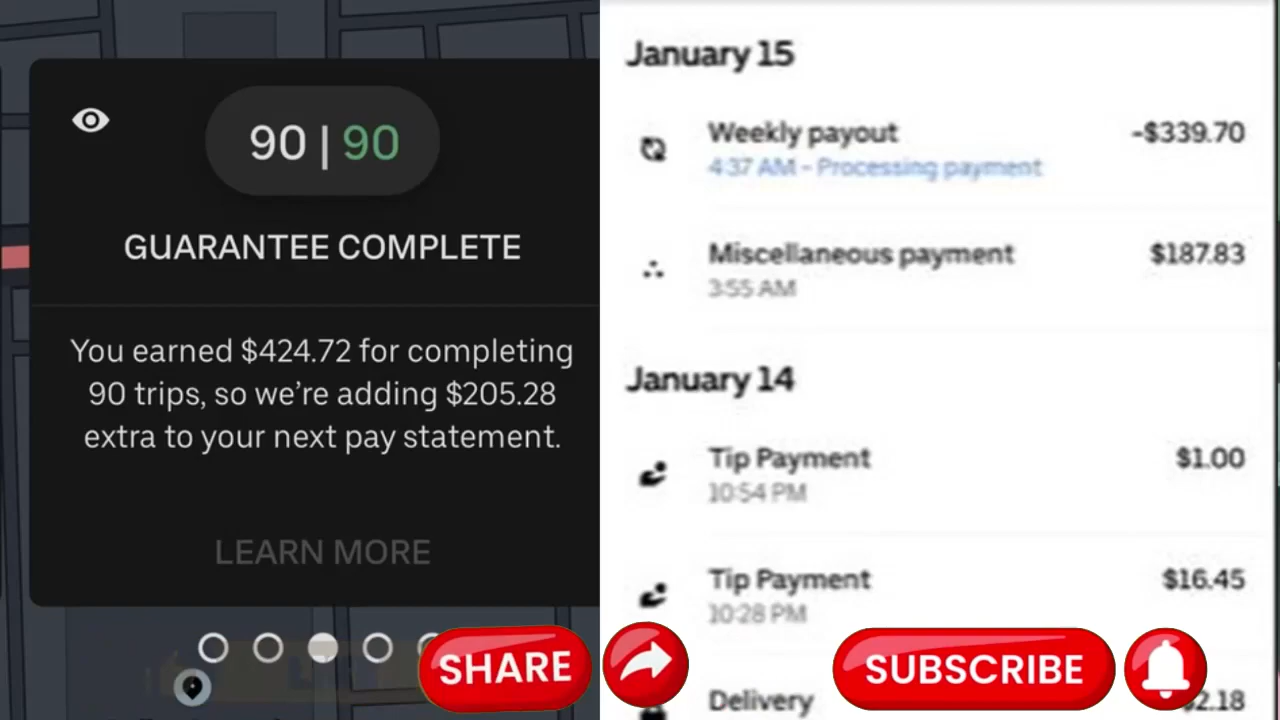 90 | 90
GUARANTEE COMPLETE
You earned $424.72 for completing
90 trips, so we're adding $205.28
extra to your next pay statement.
LEARN MORE
SHARE
January 15
Weekly payout -$339.70
4:37 AM - Processing payment
Miscellaneous payment $187.83
3:55 AM
January 14
Tip Payment $1.00
10:54 PM
Tip Payment $16.45
10:28 PM
SUBSCRIBE
Delivery 2.18